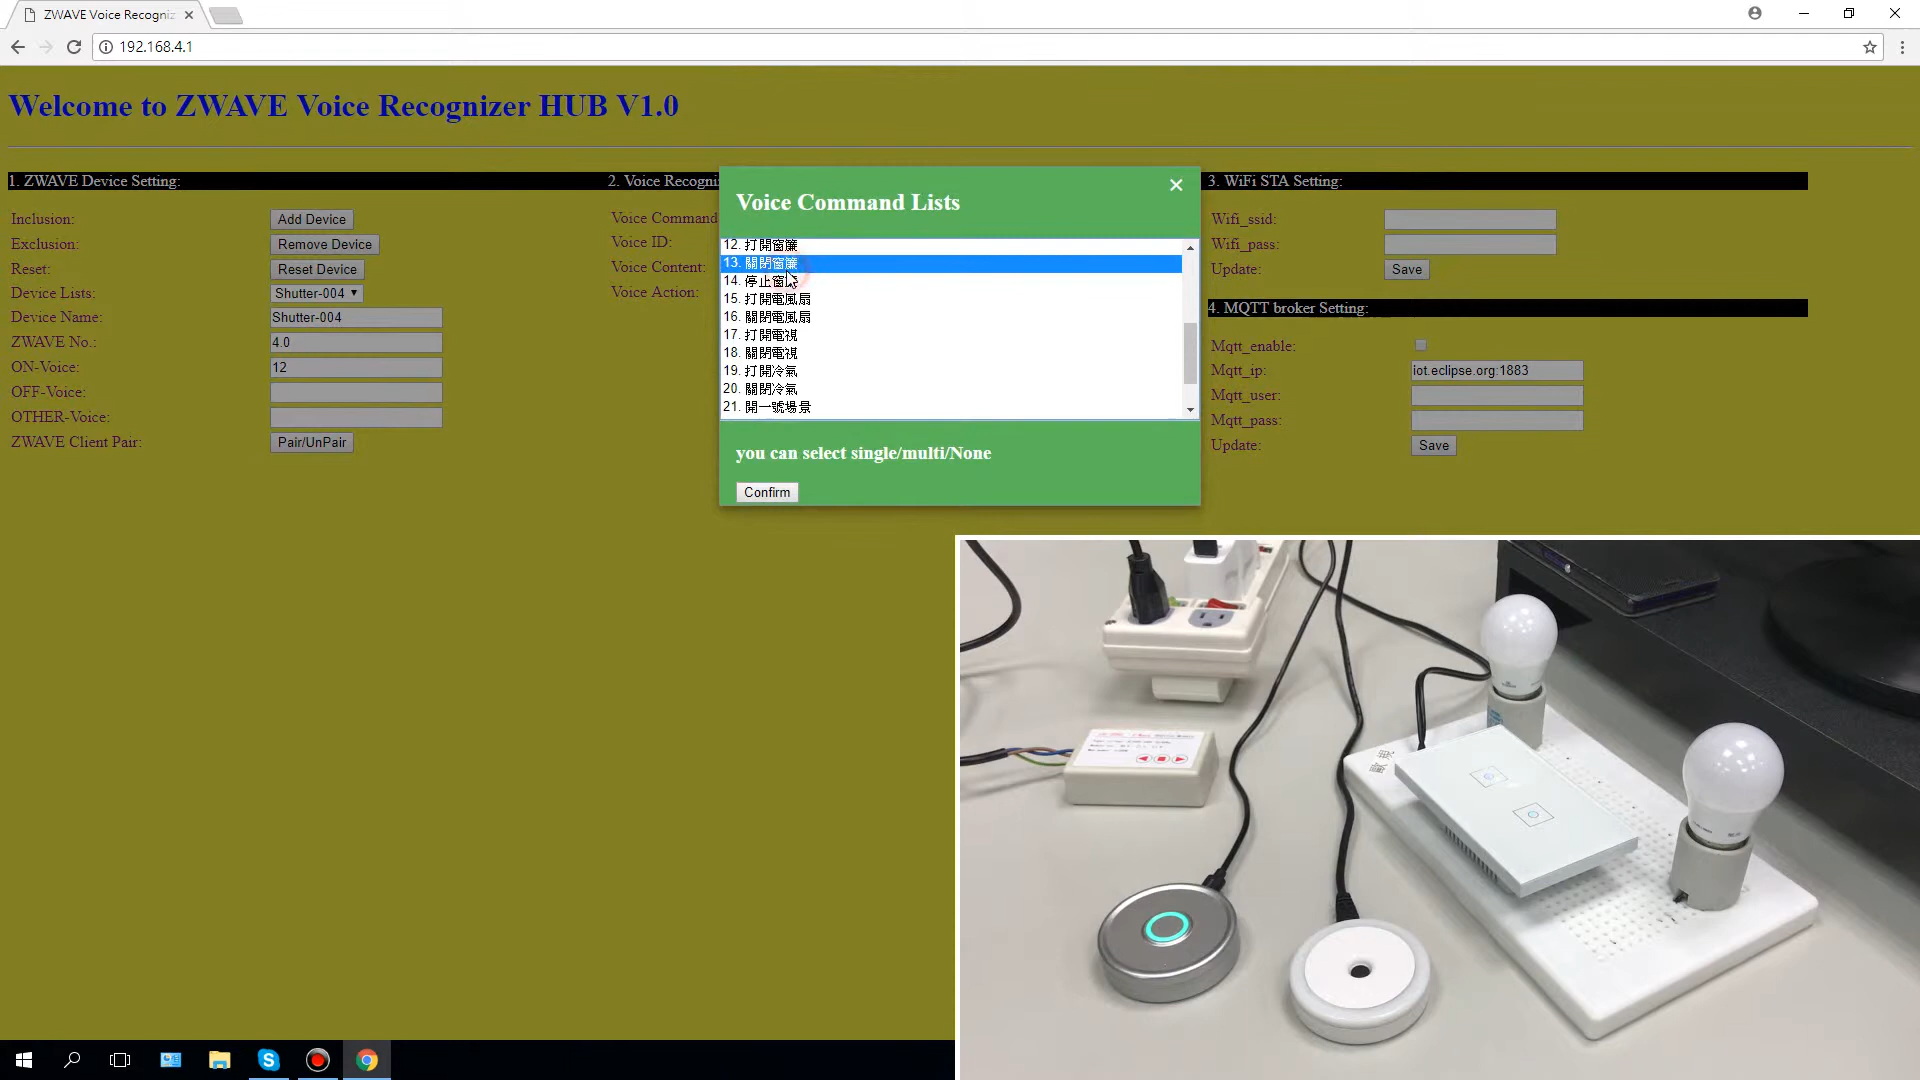 ZWAVE Voice Recogniz
192.168.4.1
Welcome to ZWAVE Voice Recognizer HUB V1.0
1. ZWAVE Device Setting:
Inclusion: Add Device
Exclusion: Remove Device
Reset: Reset Device
Device Lists: Shutter-004
Device Name: Shutter-004
ZWAVE No.: 4.0
ON-Voice: 12
OFF-Voice:
OTHER-Voice:
ZWAVE Client Pair: Pair/UnPair
2. Voice Recogni
Voice Command
Voice ID:
Voice Content:
Voice Action:
Voice Command Lists
12. 打開窗簾
13. 關閉窗簾
14. 停止窗
15. 打開電風扇
16. 關閉電風扇
17. 打開電視
18. 關閉電視
19. 打開冷氣
20. 關閉冷氣
21. 開一號場景
you can select single/multi/None
Confirm
3. WiFi STA Setting:
Wifi_ssid:
Wifi_pass:
Update: Save
4. MQTT broker Setting:
Mqtt_enable:
Mqtt_ip: iot.eclipse.org:1883
Mqtt_user:
Mqtt_pass:
Update: Save